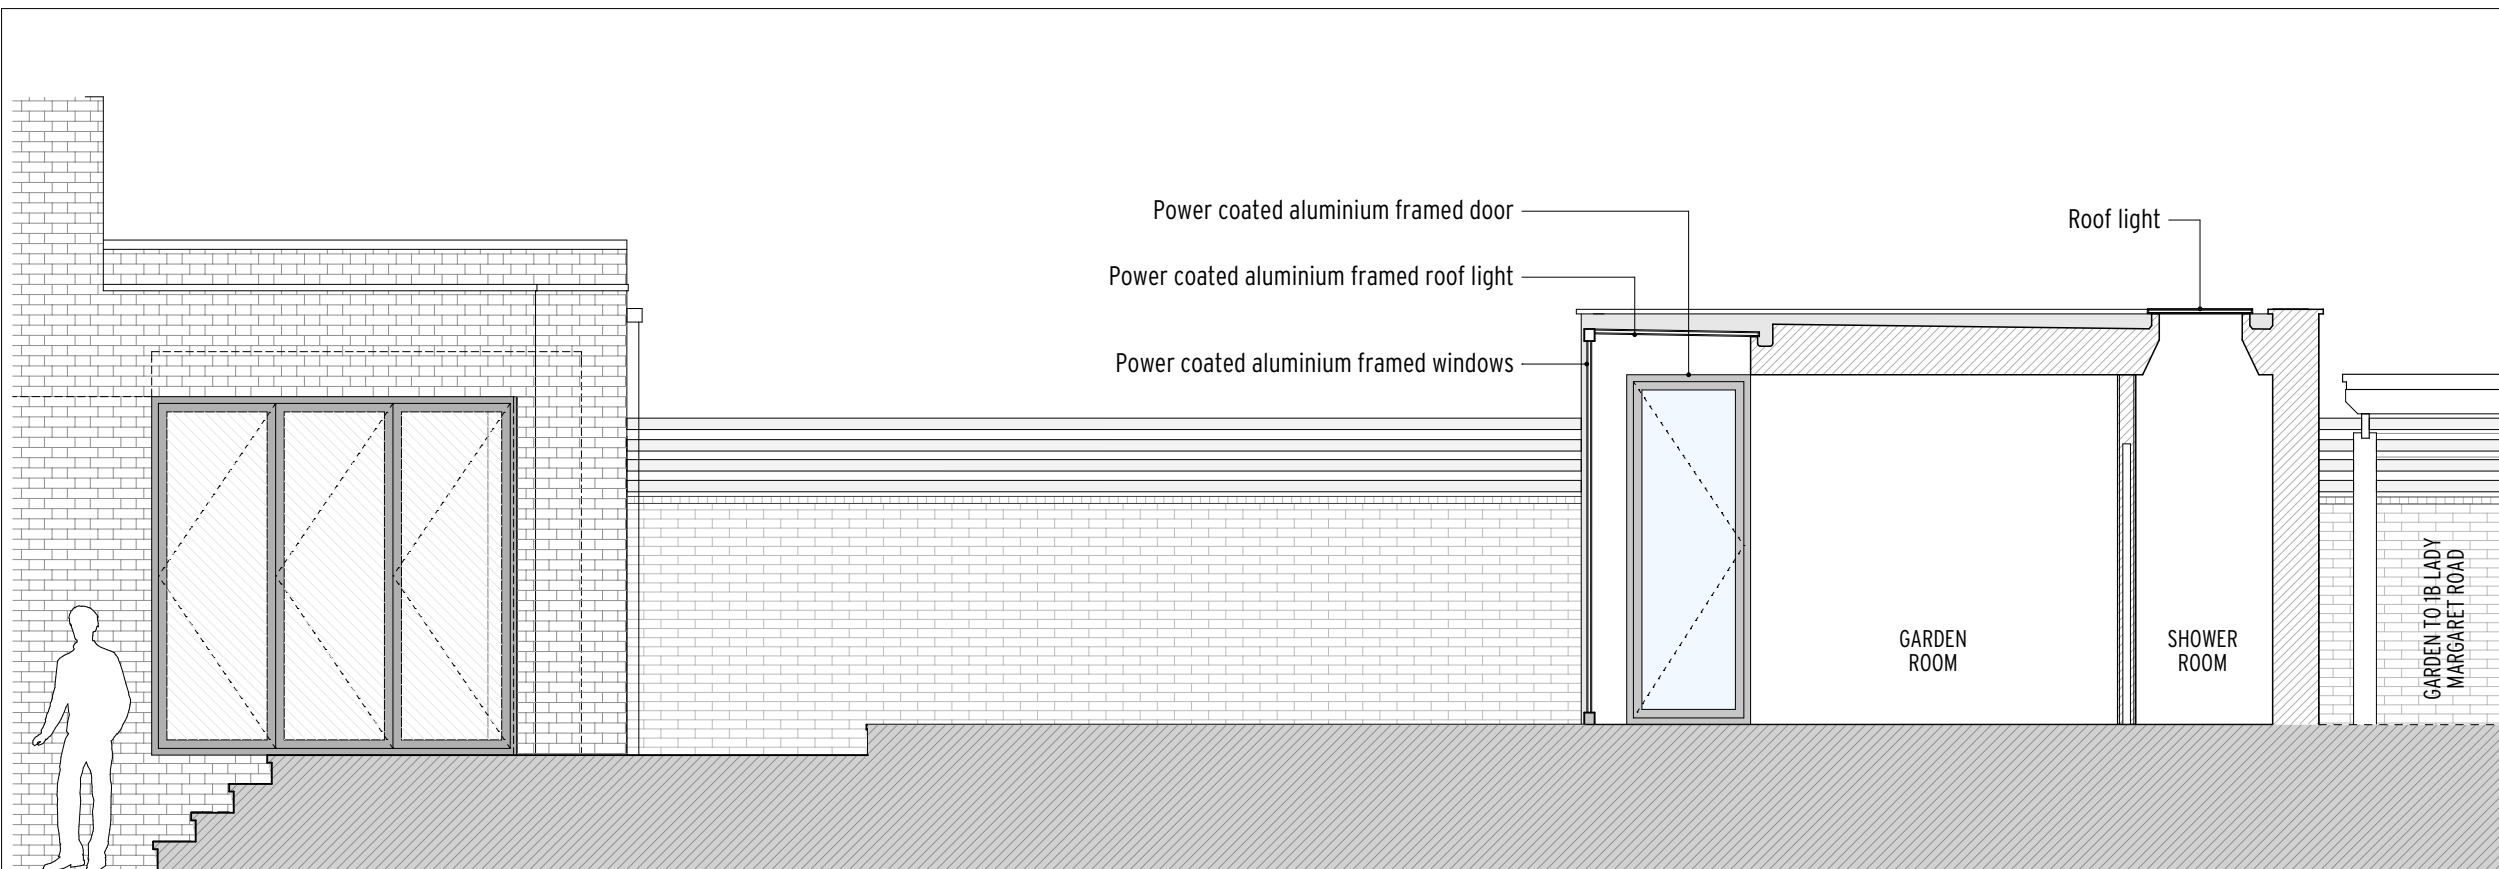 Power coated aluminium framed door
Roof light
Power coated aluminium framed roof light
Power coated aluminium framed windows
GARDEN
ROOM
SHOWER
ROOM
GARDEN TO 1B LADY
MARGARET ROAD